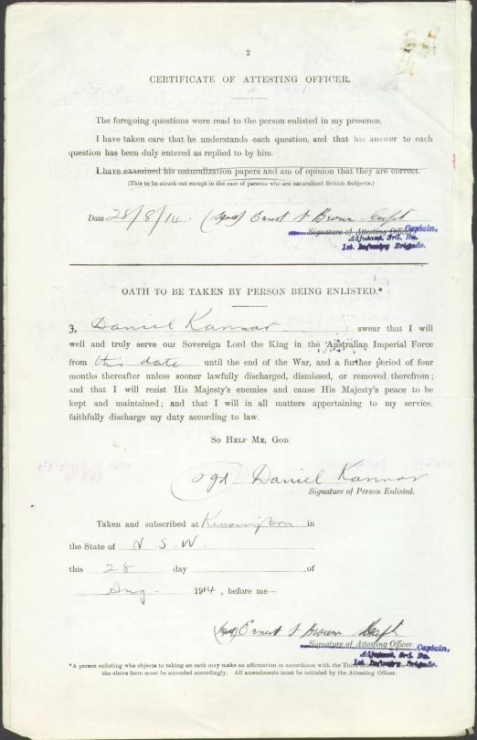 2
CERTIFICATE OF ATTESTING OFFICER.
The foregoing questions were read to the person enlisted in my presence.
I have taken care that he understands each question, and that his answer to each
question has been duly entered as replied to by him.
I have examined his naturalization papers and am of opinion that they are correct.
(This to be struck out except in the case of persons who are naturalized British Subjects.)
Date 28/8/14. (Sgd) Ernest S Brown Capt
Signature of Attesting Officer. Captain,
Adjutant, 3rd. Bn.
1st. Infantry Brigade.
OATH TO BE TAKEN BY PERSON BEING ENLISTED.*
I, Daniel Kannar swear that I will
well and truly serve our Sovereign Lord the King in the Australian Imperial Force
from this date until the end of the War, and a further period of four
months thereafter unless sooner lawfully discharged, dismissed, or removed therefrom;
and that I will resist His Majesty's enemies and cause His Majesty's peace to be
kept and maintained; and that I will in all matters appertaining to my service,
faithfully discharge my duty according to law.
So Help Me, God.
sgd Daniel Kannar
Signature of Person Enlisted.
Taken and subscribed at Kensington in
the State of N. S. W.
this 28 day of
Aug. 1914, before me—
(sgd) Ernest S Brown Capt
Signature of Attesting Officer Captain,
Adjutant, 3rd. Bn.
1st. Infantry Brigade.
*A person enlisting who objects to taking an oath may make an affirmation in accordance with the Third
the above form must be amended accordingly. All amendments must be initialed by the Attesting Officer.